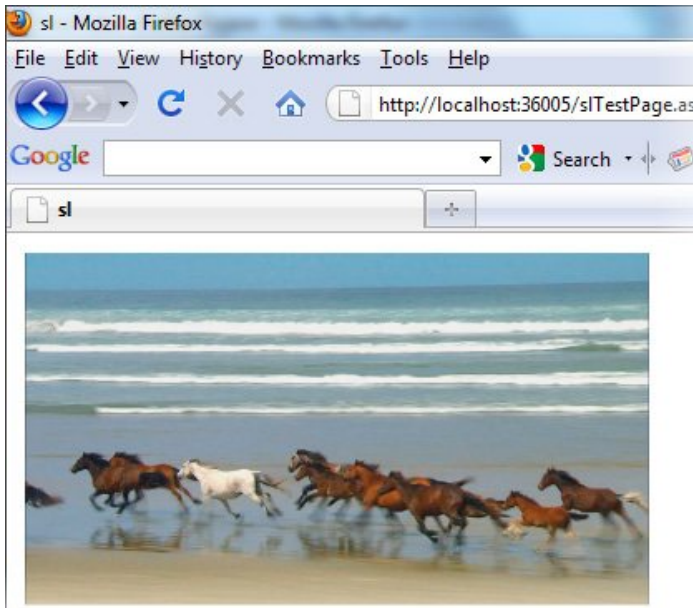 sl - Mozilla Firefox
File Edit View History Bookmarks Tools Help
http://localhost:36005/slTestPage.as
Google Search
sl